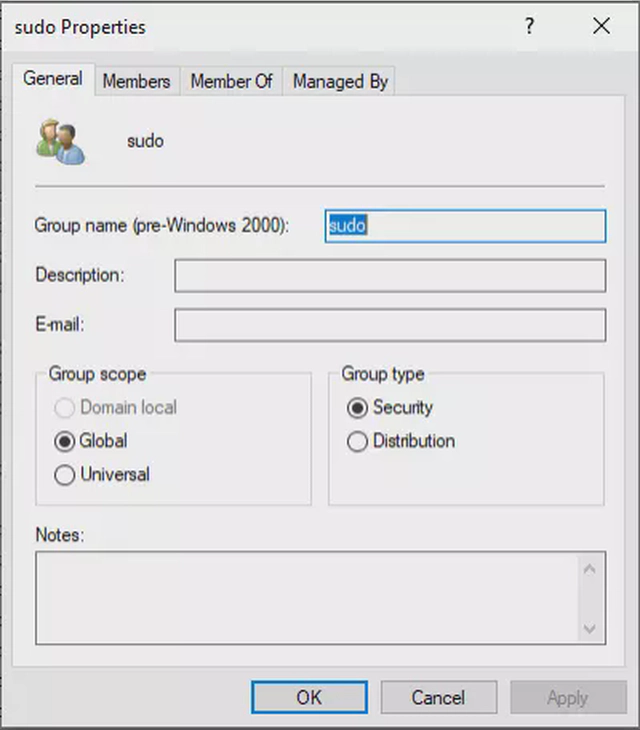 sudo Properties
?
General Members Member Of Managed By
sudo
Group name (pre-Windows 2000): sudo
Description:
E-mail:
Group scope
Domain local
Global
Universal
Group type
Security
Distribution
Notes:
OK Cancel Apply